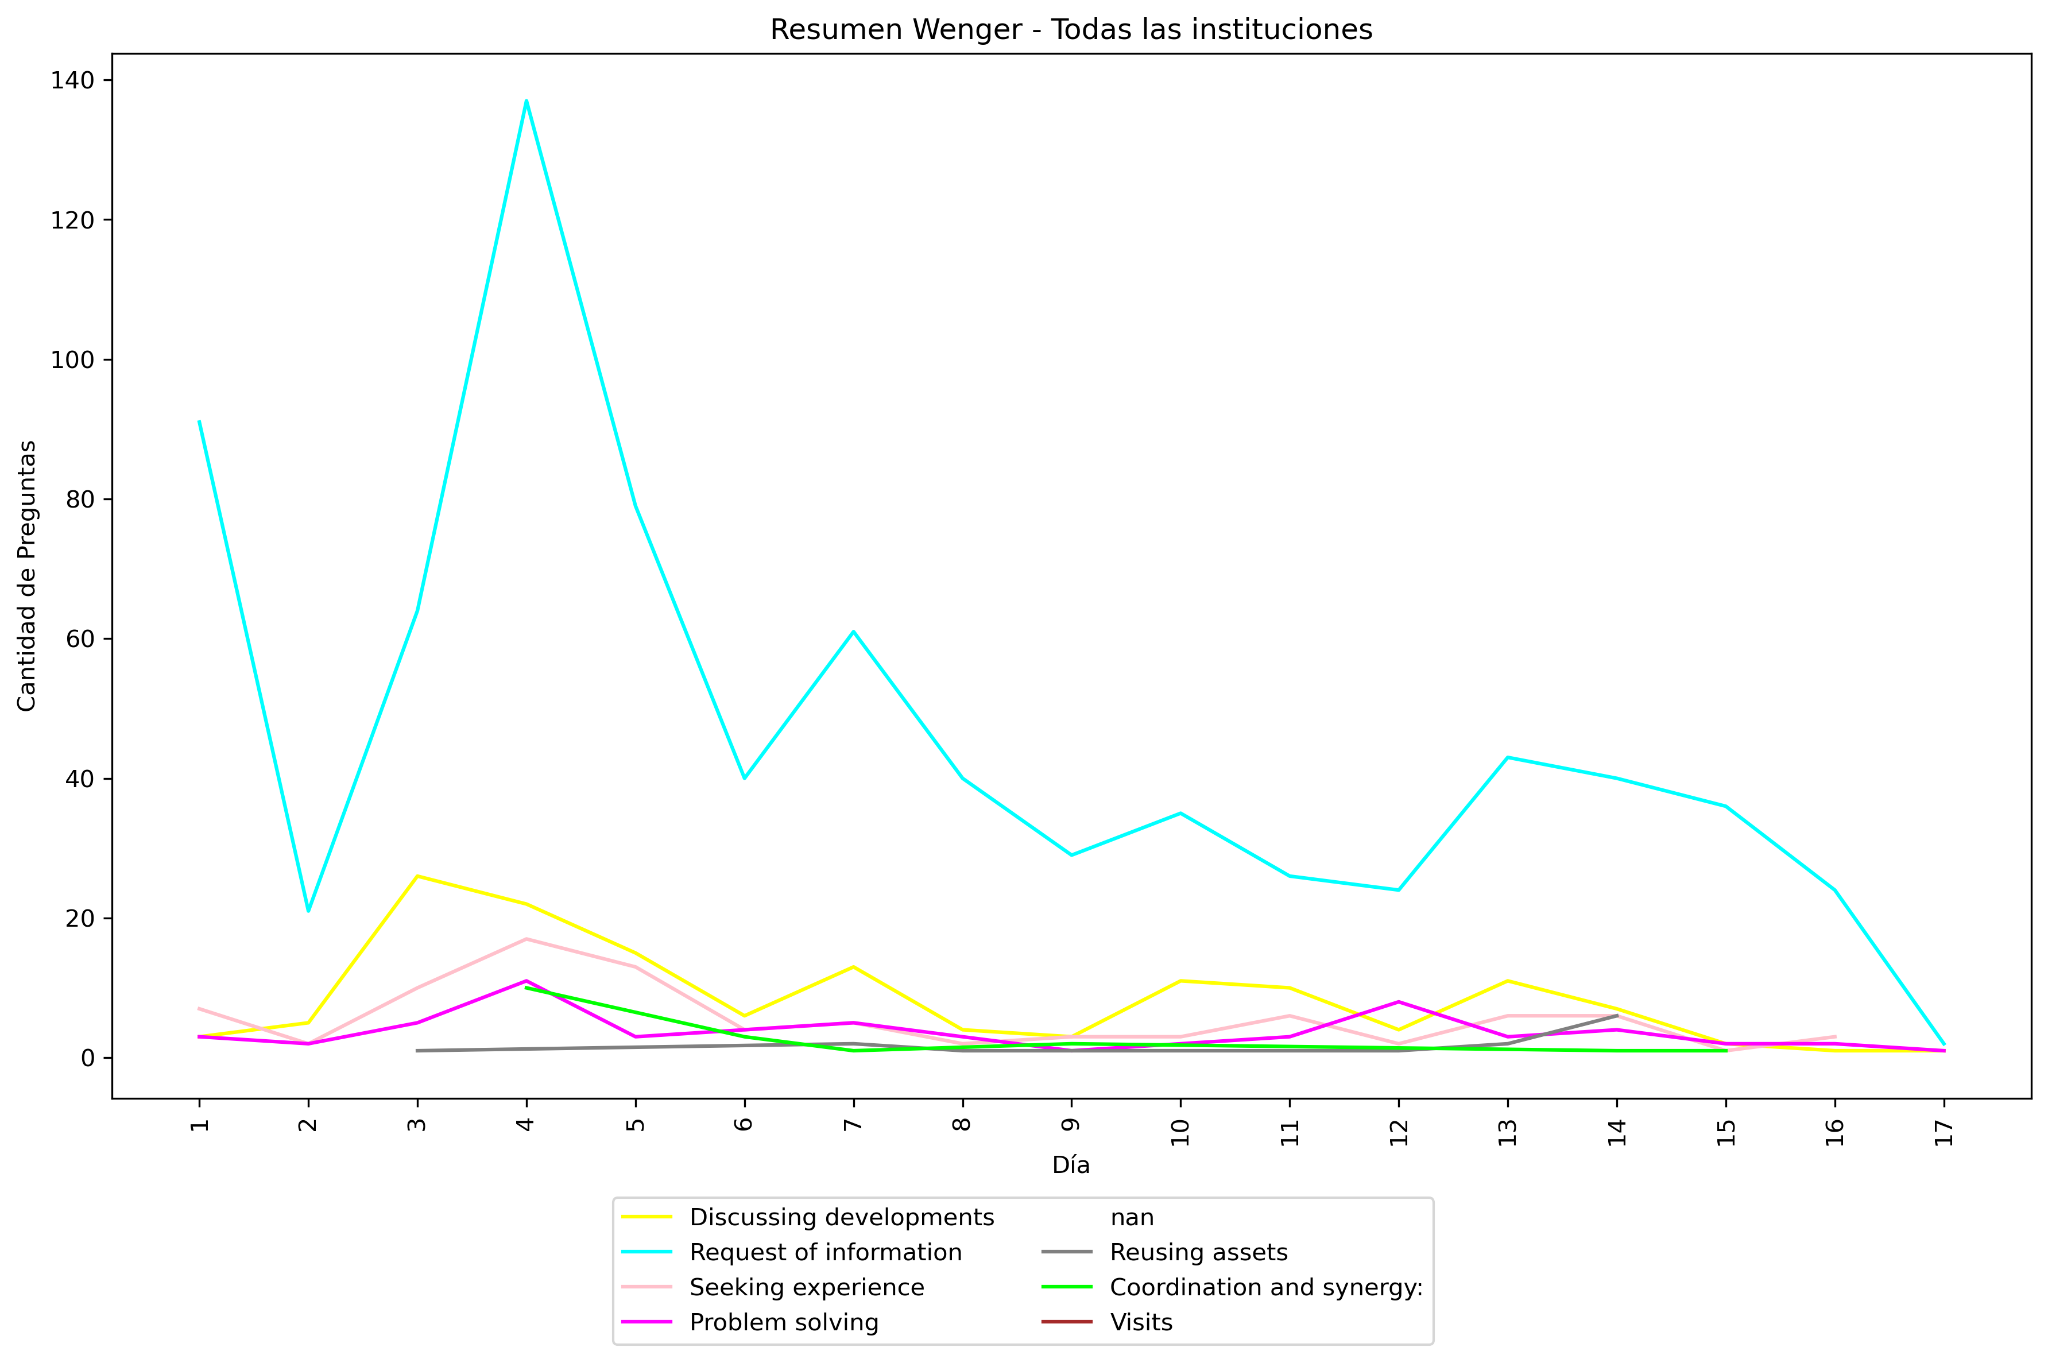 Resumen Wenger - Todas las instituciones
140
120
100
80
60
40
20
0
Cantidad de Preguntas
1 2 3 4 5 6 7 8 9 10 11 12 13 14 15 16 17
Día
Discussing developments
Request of information
Seeking experience
Problem solving
nan
Reusing assets
Coordination and synergy:
Visits